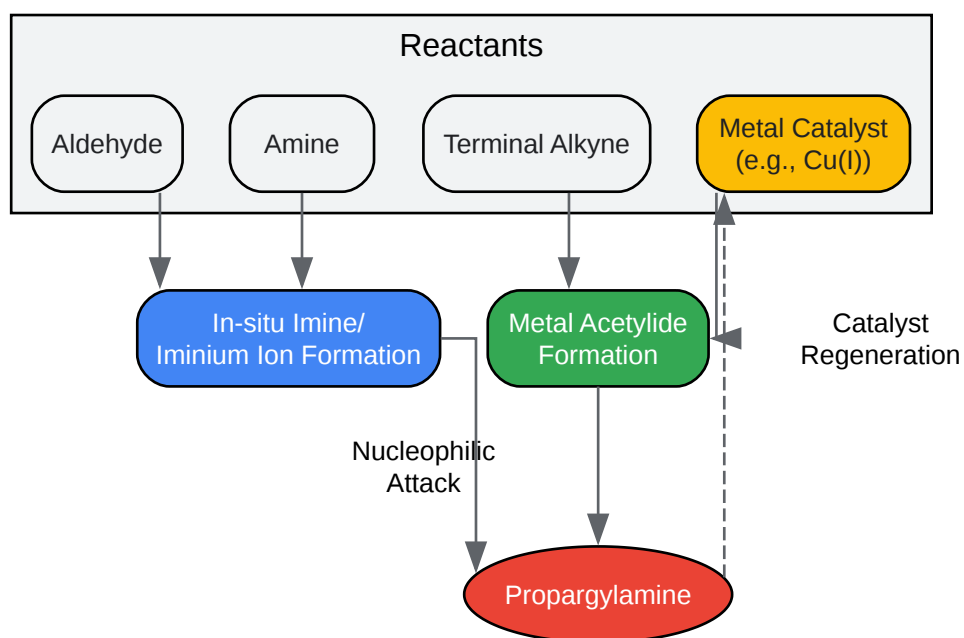 Reactants
Aldehyde
Amine
Terminal Alkyne
Metal Catalyst
(e.g., Cu(I))
In-situ Imine/
Iminium Ion Formation
Metal Acetylide
Formation
Catalyst
Regeneration
Nucleophilic
Attack
Propargylamine